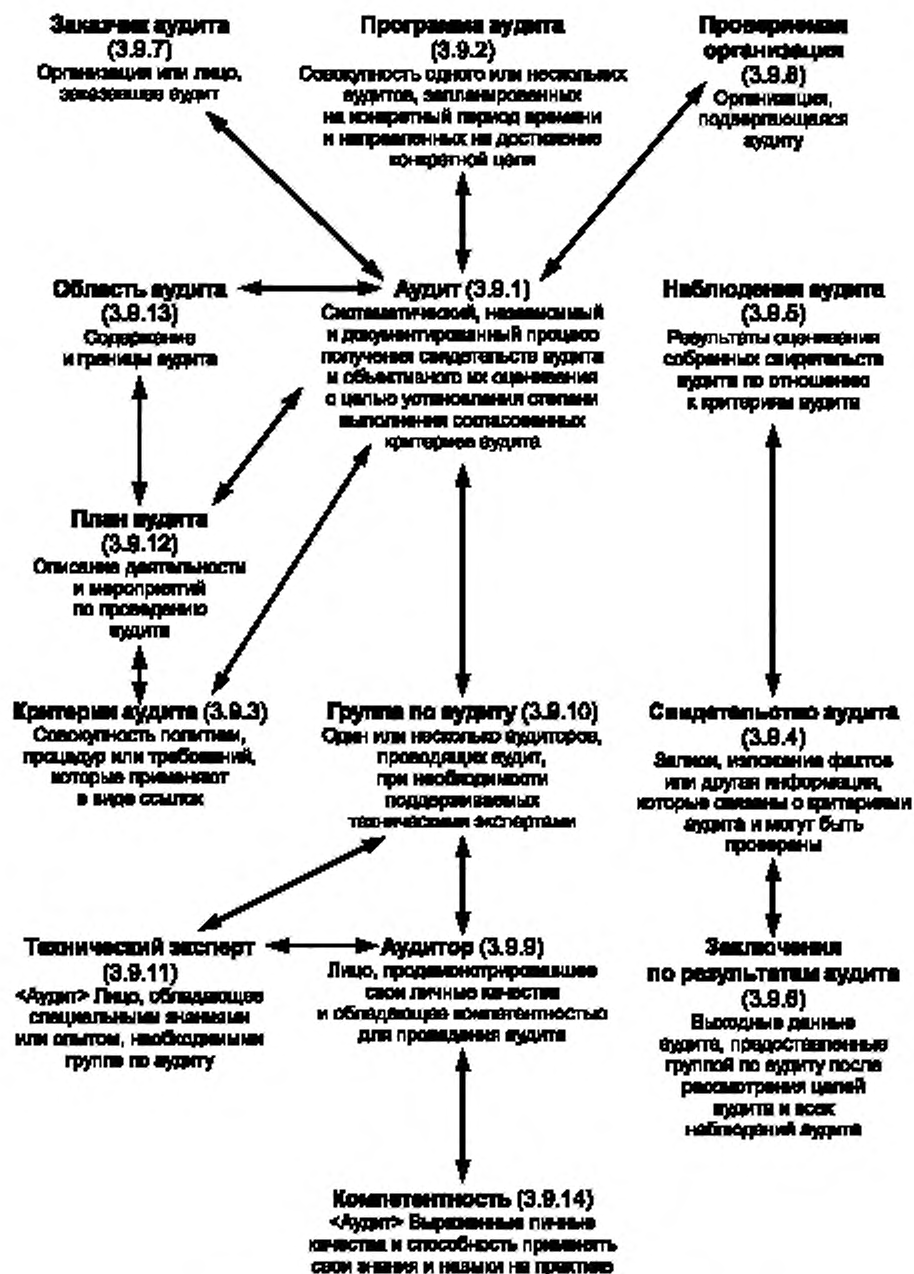 Заказчик аудита
(3.9.7)
Организация или лицо,
заказавшее аудит
Программа аудита
(3.9.2)
Совокупность одного или нескольких
аудитов, запланированных
на конкретный период времени
и направленных на достижение
конкретной цели
Проверяемая
организация
(3.9.8)
Организация,
подвергающаяся
аудиту
Область аудита
(3.9.13)
Содержание
и границы аудита
Аудит (3.9.1)
Систематический, независимый
и документированный процесс
получения свидетельств аудита
и объективного их оценивания
с целью установления степени
выполнения согласованных
критериев аудита
Наблюдения аудита
(3.9.5)
Результаты оценивания
собранных свидетельств
аудита по отношению
к критериям аудита
План аудита
(3.9.12)
Описание деятельности
и мероприятий
по проведению
аудита
Критерии аудита (3.9.3)
Совокупность политик,
процедур или требований,
которые применяют
в виде ссылок
Группа по аудиту (3.9.10)
Один или несколько аудиторов,
проводящих аудит,
при необходимости
поддерживаемых
техническими экспертами
Свидетельство аудита
(3.9.4)
Записи, изложение фактов
или другая информация,
которые связаны с критериями
аудита и могут быть
проверены
Технический эксперт
(3.9.11)
<Аудит> Лицо, обладающее
специальными знаниями
или опытом, необходимыми
группе по аудиту
Аудитор (3.9.9)
Лицо, продемонстрировавшее
свои личные качества
и обладающее компетентностью
для проведения аудита
Заключения
по результатам аудита
(3.9.6)
Выходные данные
аудита, предоставленные
группой по аудиту после
рассмотрения целей
аудита и всех
наблюдений аудита
Компетентность (3.9.14)
<Аудит> Выраженные личные
качества и способность применять
свои знания и навыки на практике